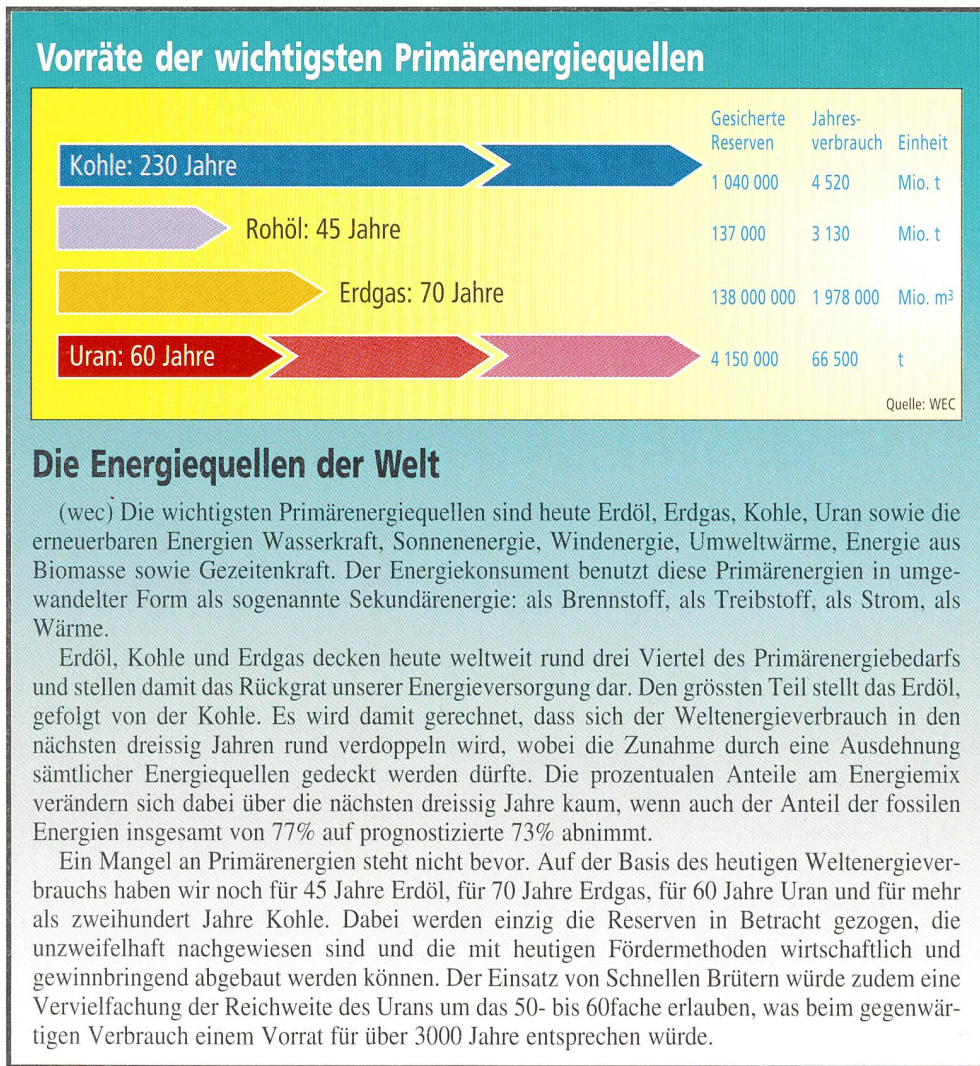 Vorräte der wichtigsten Primärenergiequellen
Gesicherte Reserven Jahres-verbrauch Einheit
Kohle: 230 Jahre 1 040 000 4 520 Mio. t
Rohöl: 45 Jahre 137 000 3 130 Mio. t
Erdgas: 70 Jahre 138 000 000 1 978 000 Mio. m³
Uran: 60 Jahre 4 150 000 66 500 t
Quelle: WEC
Die Energiequellen der Welt
(wec) Die wichtigsten Primärenergiequellen sind heute Erdöl, Erdgas, Kohle, Uran sowie die
erneuerbaren Energien Wasserkraft, Sonnenenergie, Windenergie, Umweltwärme, Energie aus
Biomasse sowie Gezeitenkraft. Der Energiekonsument benutzt diese Primärenergien in umge-
wandelter Form als sogenannte Sekundärenergie: als Brennstoff, als Treibstoff, als Strom, als
Wärme.
Erdöl, Kohle und Erdgas decken heute weltweit rund drei Viertel des Primärenergiebedarfs
und stellen damit das Rückgrat unserer Energieversorgung dar. Den grössten Teil stellt das Erdöl,
gefolgt von der Kohle. Es wird damit gerechnet, dass sich der Weltenergieverbrauch in den
nächsten dreissig Jahren rund verdoppeln wird, wobei die Zunahme durch eine Ausdehnung
sämtlicher Energiequellen gedeckt werden dürfte. Die prozentualen Anteile am Energiemix
verändern sich dabei über die nächsten dreissig Jahre kaum, wenn auch der Anteil der fossilen
Energien insgesamt von 77% auf prognostizierte 73% abnimmt.
Ein Mangel an Primärenergien steht nicht bevor. Auf der Basis des heutigen Weltenergiever-
brauchs haben wir noch für 45 Jahre Erdöl, für 70 Jahre Erdgas, für 60 Jahre Uran und für mehr
als zweihundert Jahre Kohle. Dabei werden einzig die Reserven in Betracht gezogen, die
unzweifelhaft nachgewiesen sind und die mit heutigen Fördermethoden wirtschaftlich und
gewinnbringend abgebaut werden können. Der Einsatz von Schnellen Brütern würde zudem eine
Vervielfachung der Reichweite des Urans um das 50- bis 60fache erlauben, was beim gegenwär-
tigen Verbrauch einem Vorrat für über 3000 Jahre entsprechen würde.